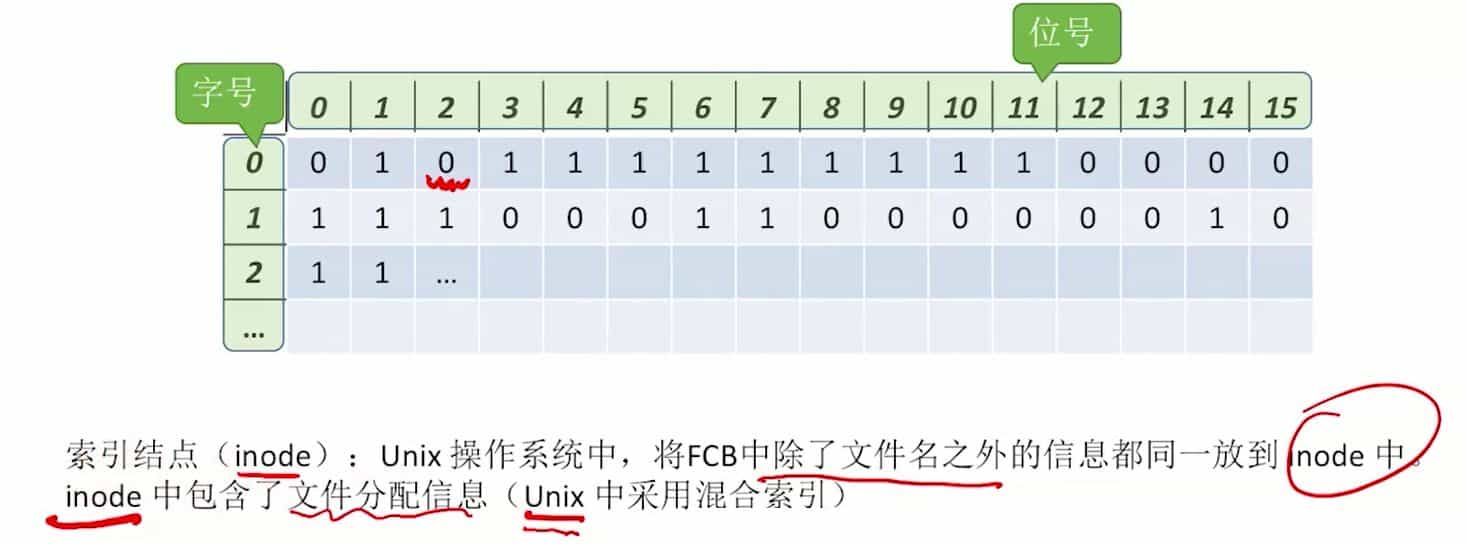 位号
字号
0 1 2 3 4 5 6 7 8 9 10 11 12 13 14 15
0 0 1 0 1 1 1 1 1 1 1 1 1 0 0 0 0
1 1 1 1 0 0 0 1 1 0 0 0 0 0 0 1 0
2 1 1 ...
...
索引结点（inode）：Unix 操作系统中，将FCB中除了文件名之外的信息都同一放到 inode 中。
inode 中包含了文件分配信息（Unix 中采用混合索引）